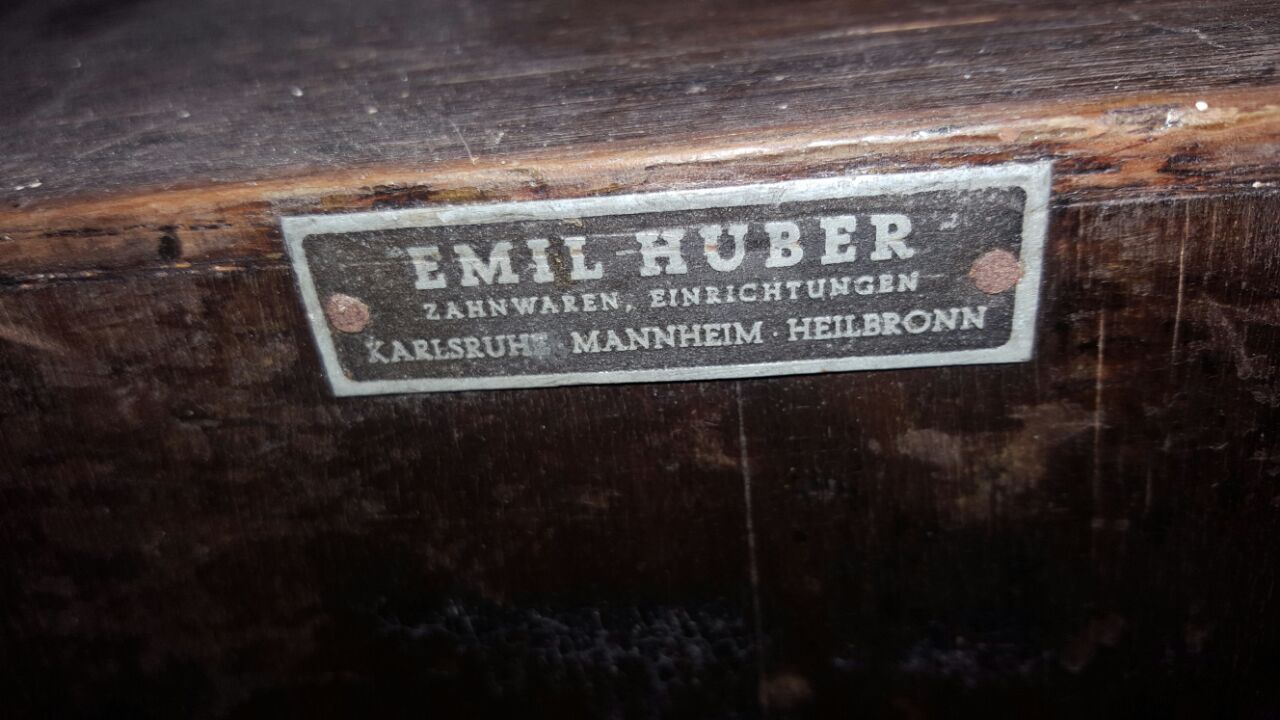 EMIL HUBER
ZAHNWAREN, EINRICHTUNGEN
KARLSRUHE · MANNHEIM · HEILBRONN